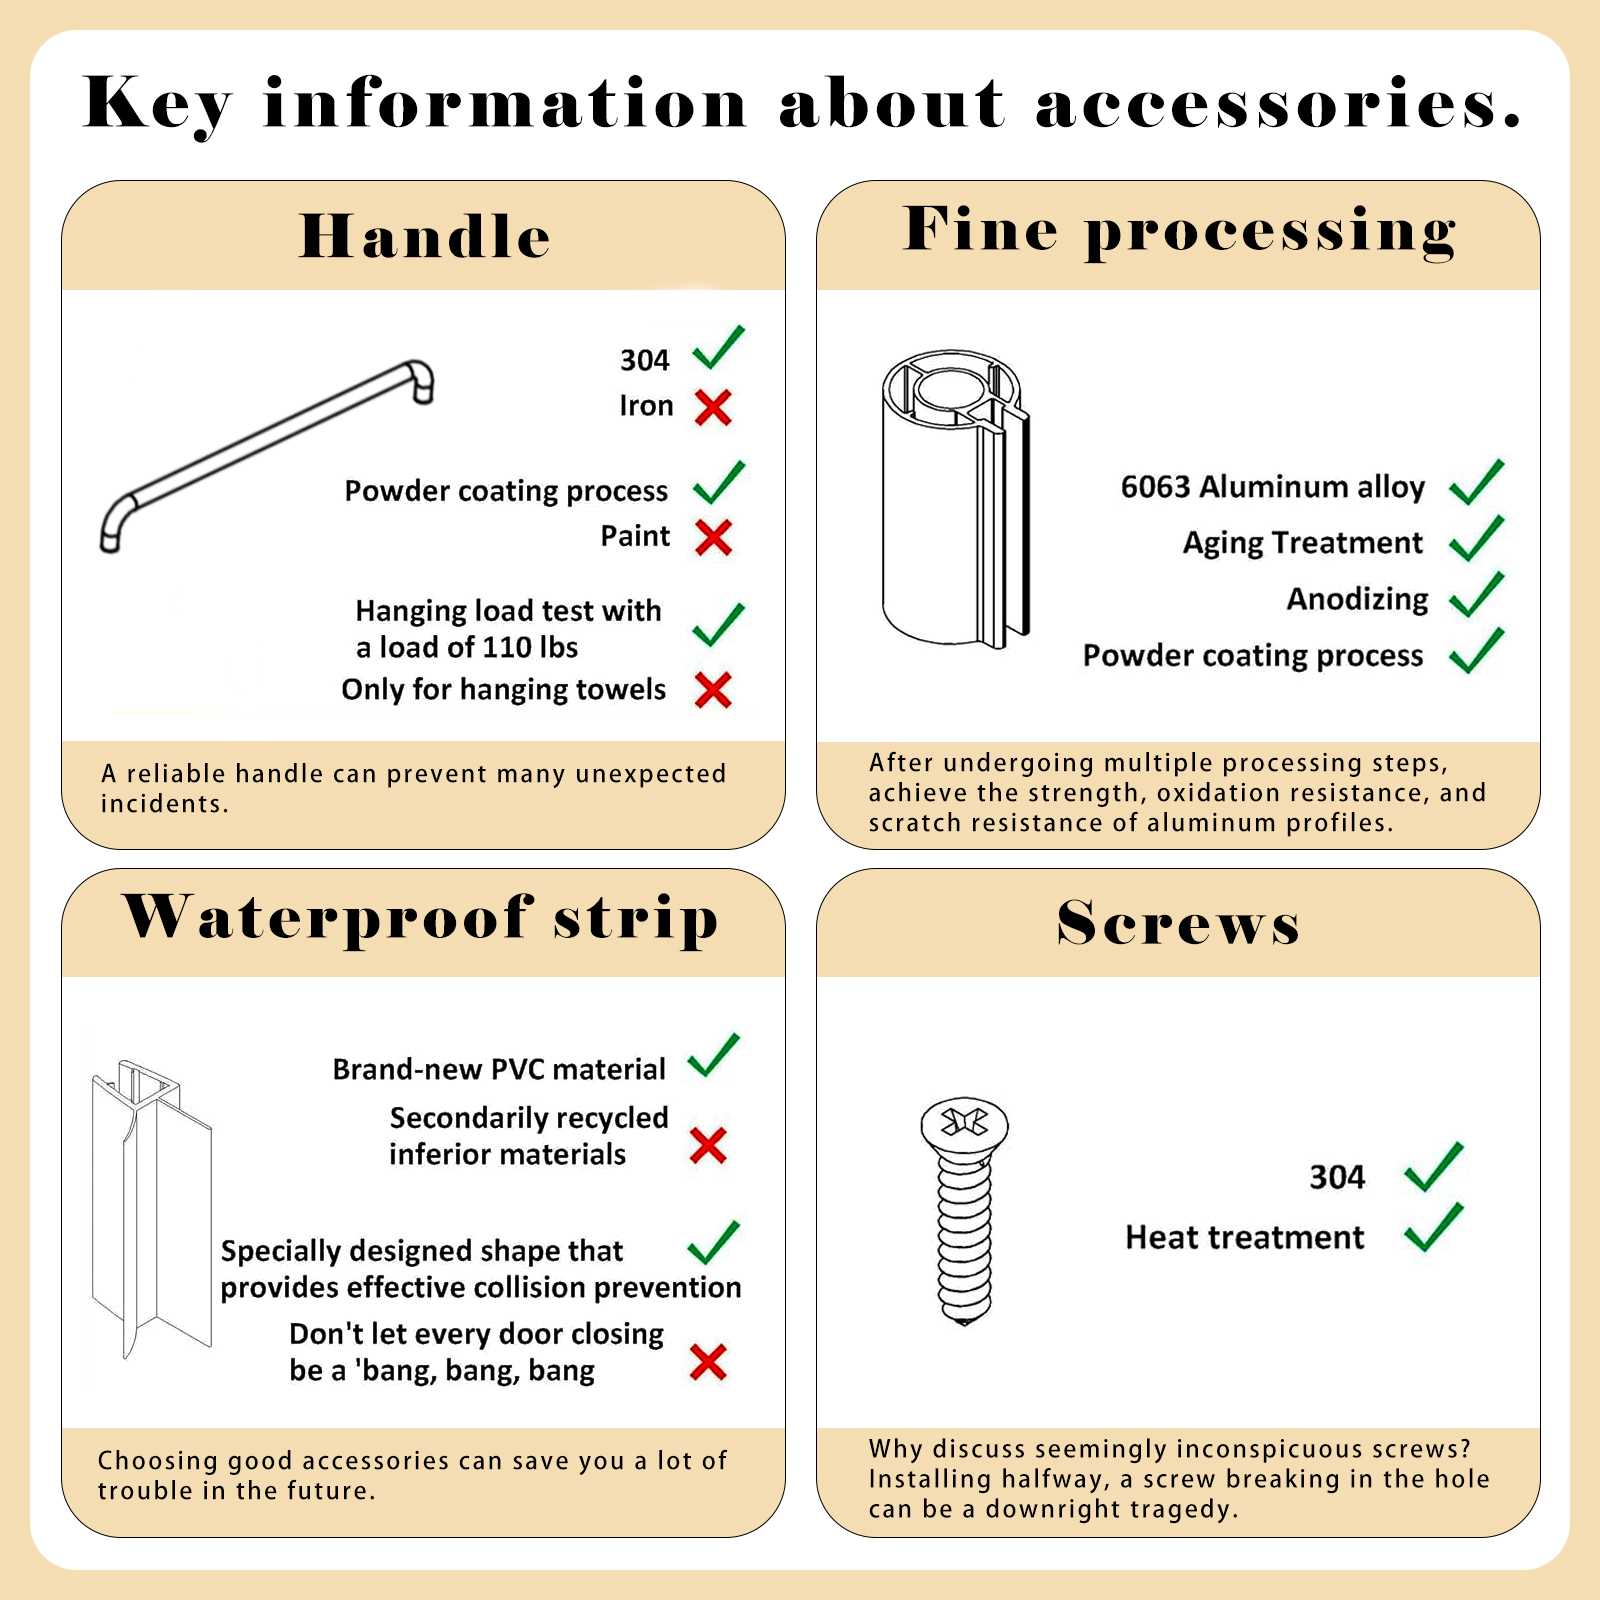 Key information about accessories.
Handle
304
Iron
Powder coating process
Paint
Hanging load test with
a load of 110 lbs
Only for hanging towels
A reliable handle can prevent many unexpected
incidents.
Fine processing
6063 Aluminum alloy
Aging Treatment
Anodizing
Powder coating process
After undergoing multiple processing steps,
achieve the strength, oxidation resistance, and
scratch resistance of aluminum profiles.
Waterproof strip
Brand-new PVC material
Secondarily recycled
inferior materials
Specially designed shape that
provides effective collision prevention
Don't let every door closing
be a 'bang, bang, bang
Choosing good accessories can save you a lot of
trouble in the future.
Screws
304
Heat treatment
Why discuss seemingly inconspicuous screws?
Installing halfway, a screw breaking in the hole
can be a downright tragedy.